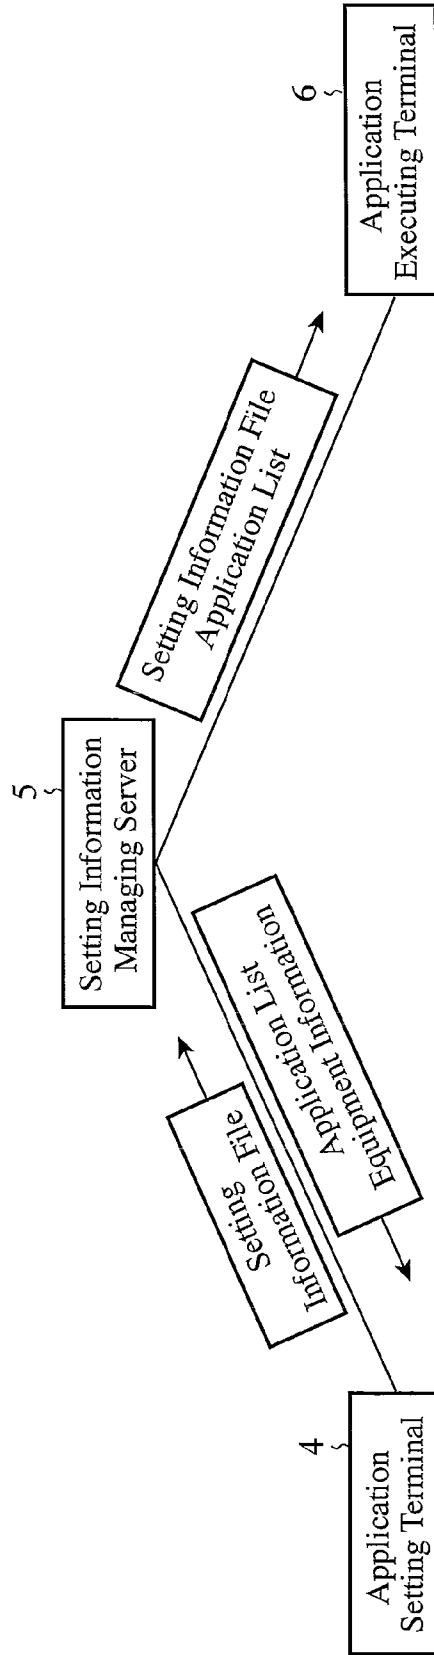 4
Application
Setting Terminal
Setting
Information File
Application List
Equipment Information
5
Setting Information
Managing Server
Setting Information File
Application List
6
Application
Executing Terminal